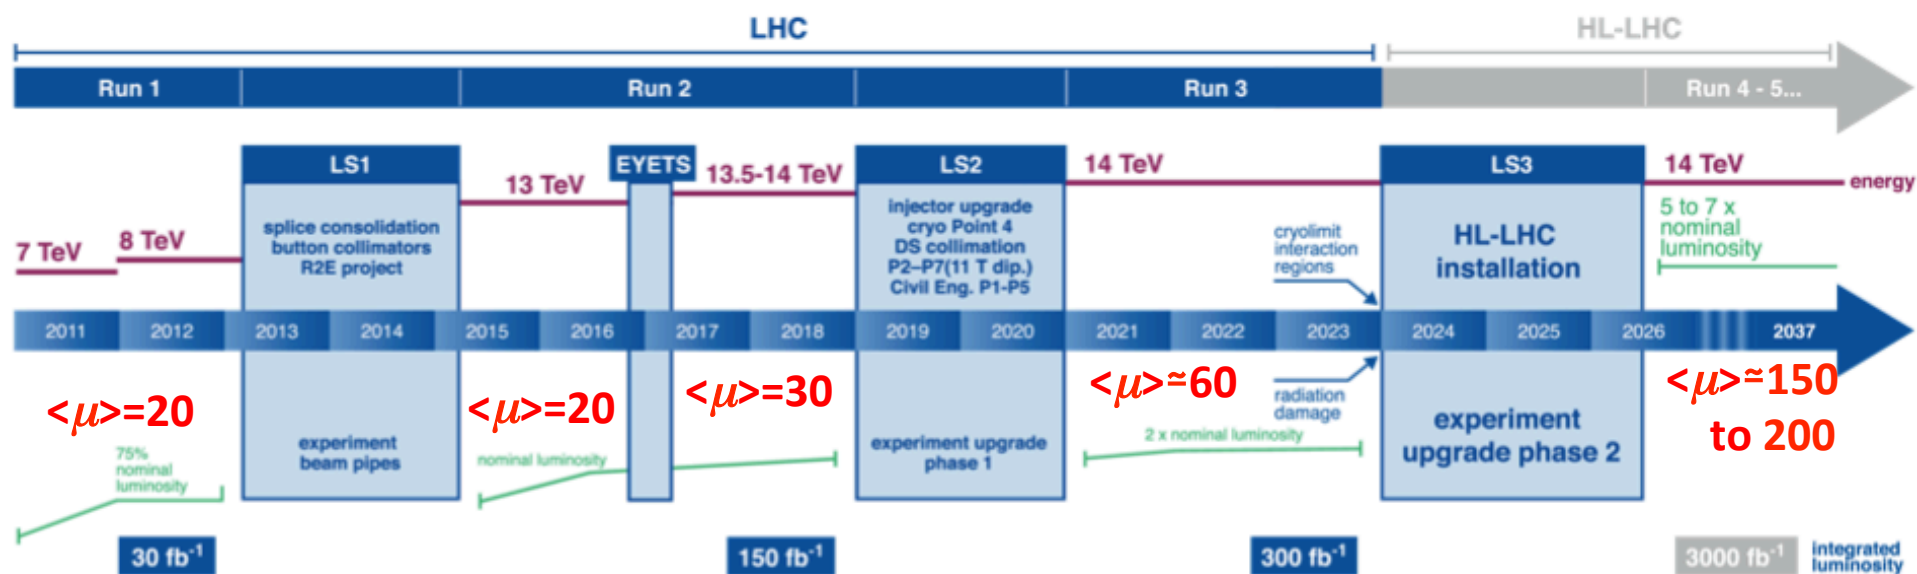 LHC
HL-LHC
Run 1
Run 2
Run 3
Run 4 - 5...
LS1
splice consolidation
button collimators
R2E project
EYETS
LS2
injector upgrade
cryo Point 4
DS collimation
P2–P7(11 T dip.)
Civil Eng. P1-P5
LS3
HL-LHC
installation
7 TeV
8 TeV
13 TeV
13.5-14 TeV
14 TeV
14 TeV
energy
cryolimit
interaction
regions
5 to 7 x
nominal
luminosity
2011
2012
2013
2014
2015
2016
2017
2018
2019
2020
2021
2022
2023
2024
2025
2026
2037
<μ>=20
<μ>=20
<μ>=30
<μ>≃60
<μ>≃150
to 200
75%
nominal
luminosity
experiment
beam pipes
nominal luminosity
experiment upgrade
phase 1
2 x nominal luminosity
radiation
damage
experiment
upgrade phase 2
30 fb⁻¹
150 fb⁻¹
300 fb⁻¹
3000 fb⁻¹
integrated
luminosity